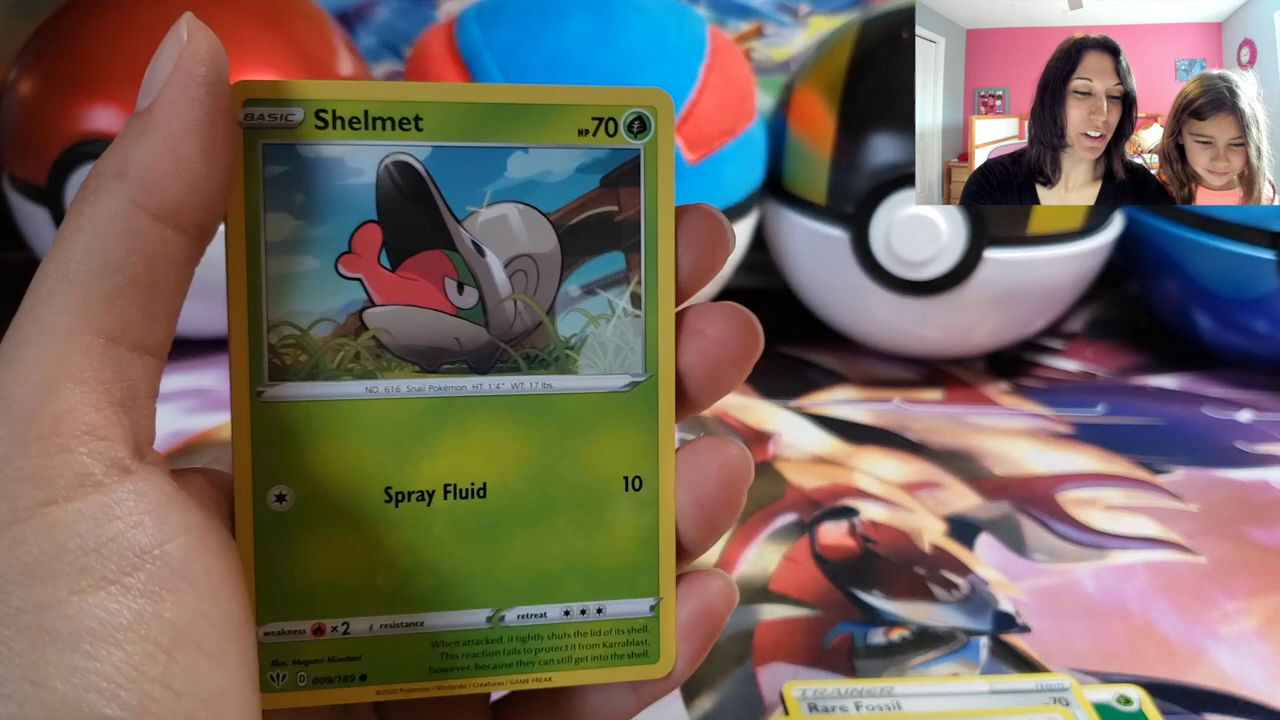 BASIC Shelmet HP 70
NO. 616 Snail Pokémon HT: 1'4" WT: 17 lbs.
Spray Fluid 10
weakness ×2 resistance retreat
When attacked, it tightly shuts the lid of its shell.
This reaction fails to protect it from Karrablast,
however, because they can still get into the shell.
Illus. Megumi Mizutani
D 009/189
©2020 Pokémon / Nintendo / Creatures / GAME FREAK
TRAINER
Rare Fossil 70